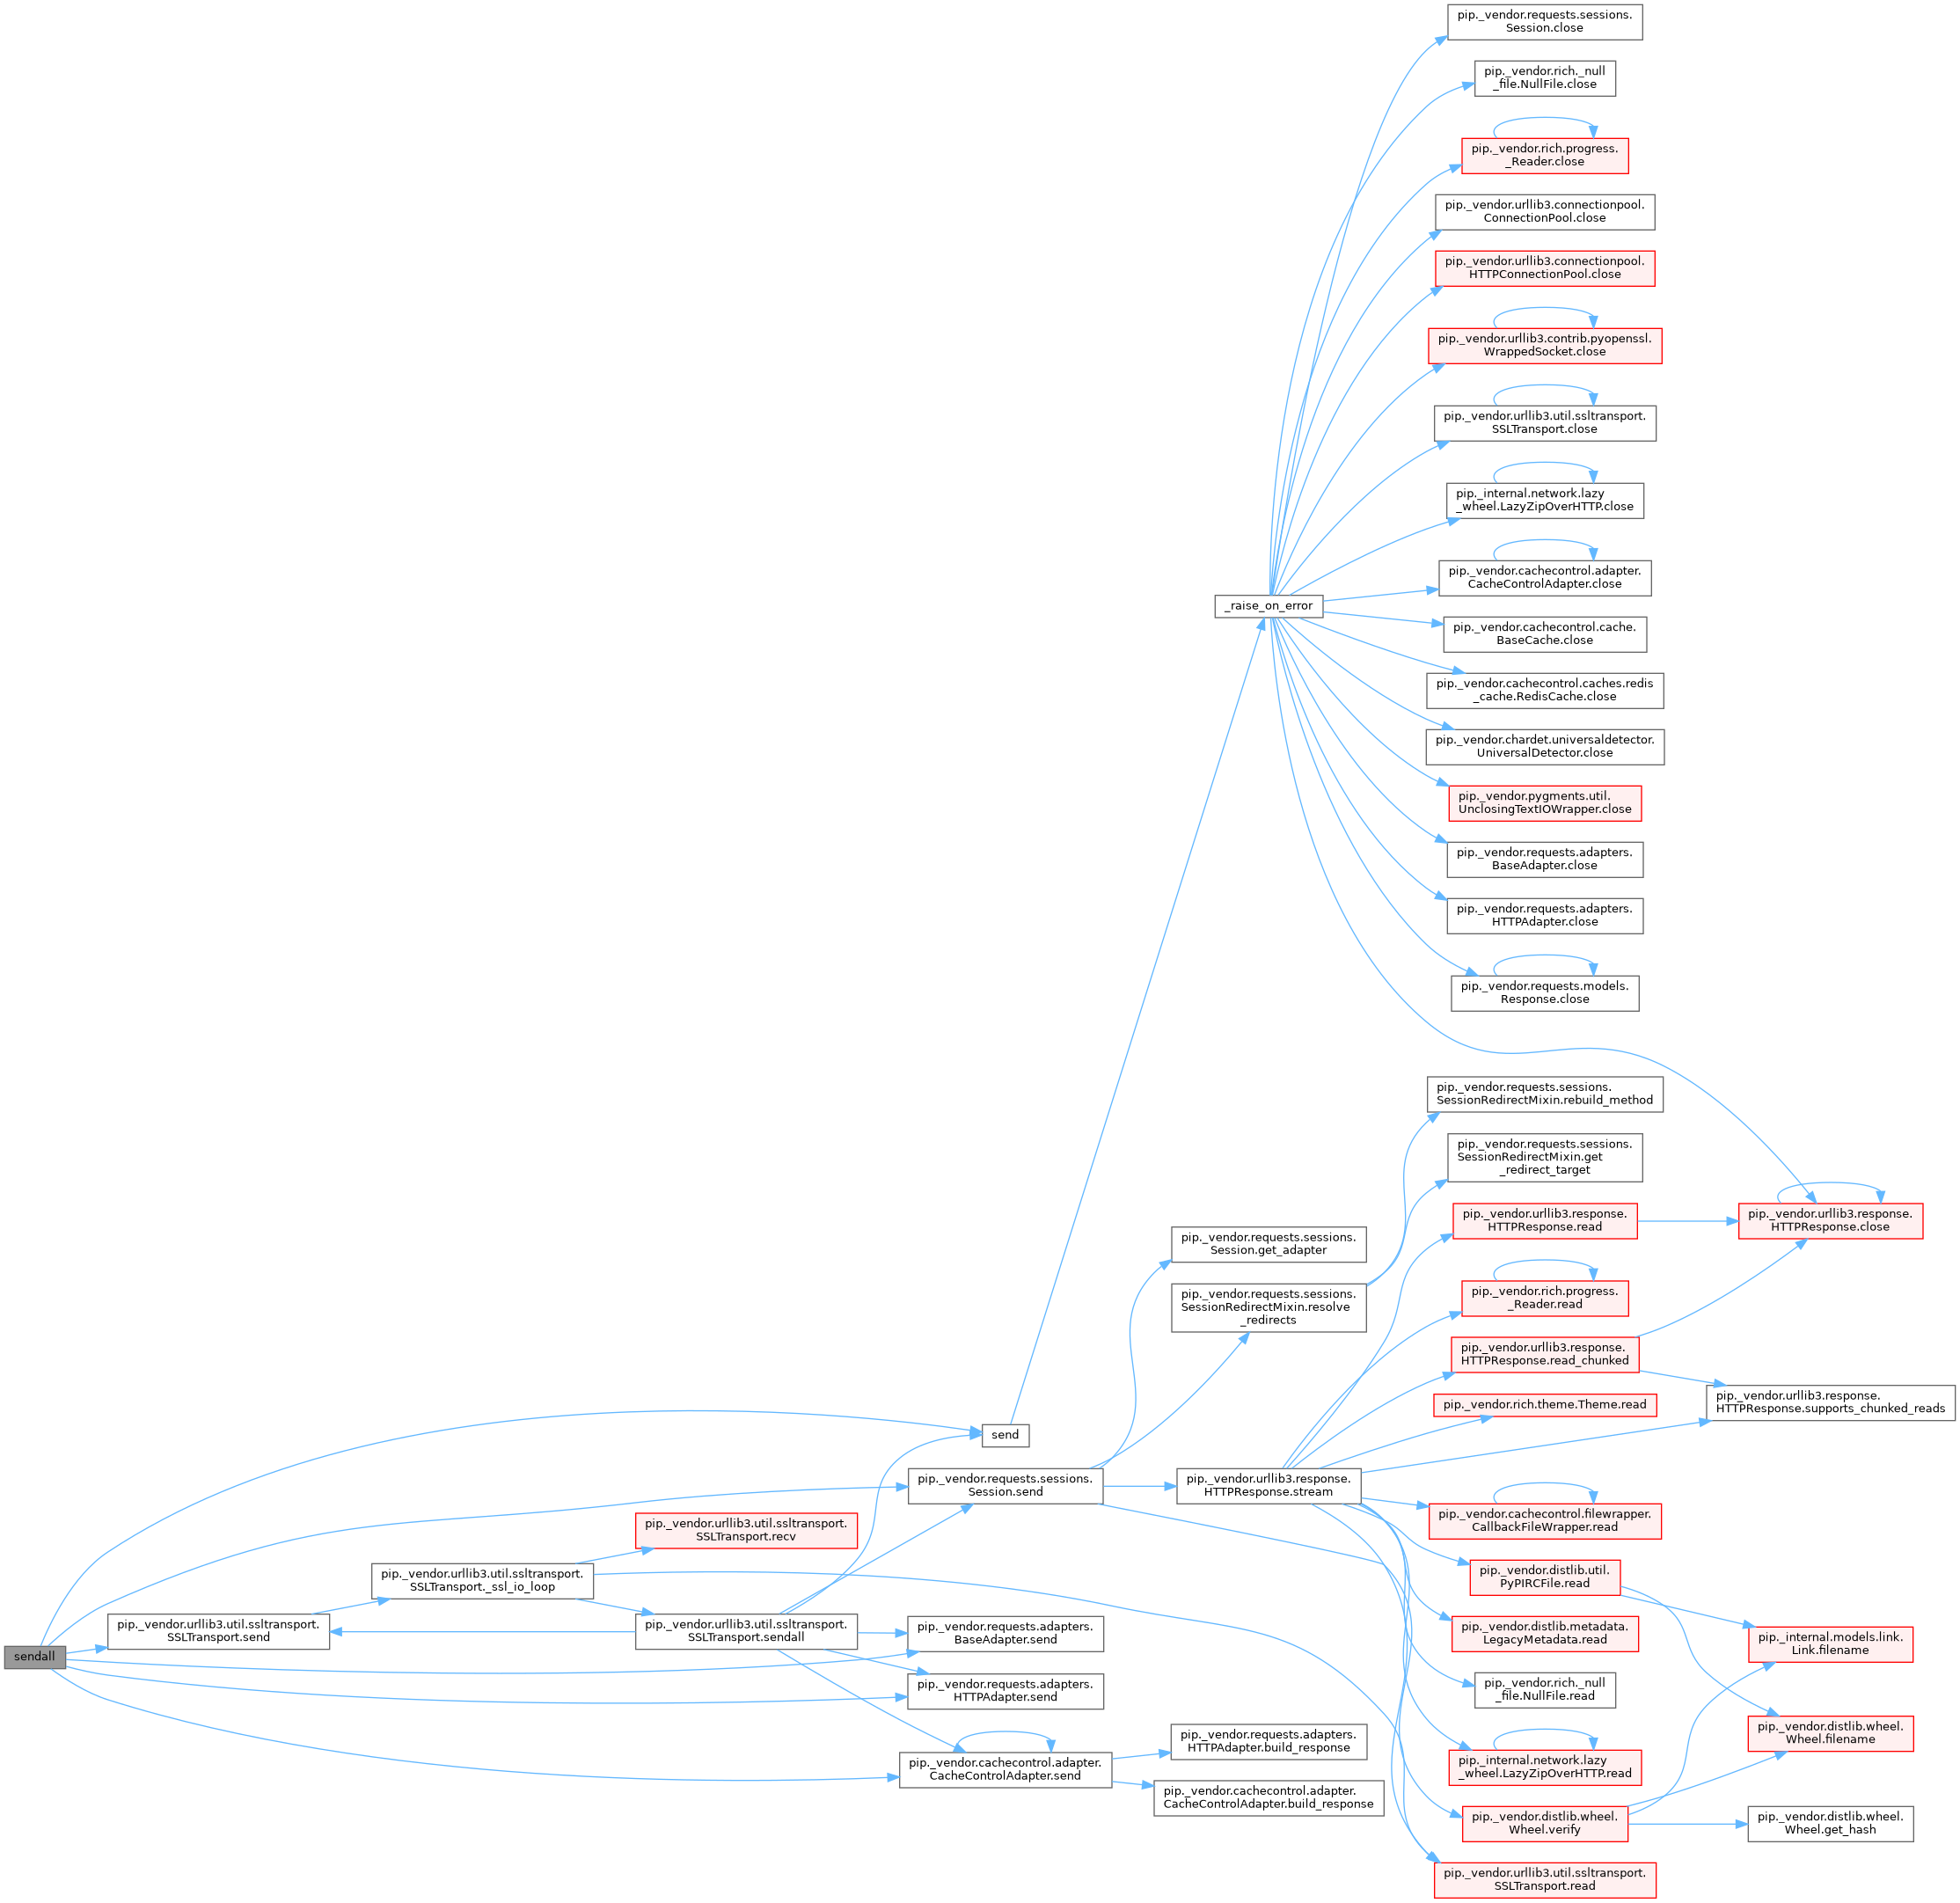 pip._vendor.requests.sessions.
Session.close
pip._vendor.rich._null
_file.NullFile.close
pip._vendor.rich.progress.
_Reader.close
pip._vendor.urllib3.connectionpool.
ConnectionPool.close
pip._vendor.urllib3.connectionpool.
HTTPConnectionPool.close
pip._vendor.urllib3.contrib.pyopenssl.
WrappedSocket.close
pip._vendor.urllib3.util.ssltransport.
SSLTransport.close
pip._internal.network.lazy
_wheel.LazyZipOverHTTP.close
pip._vendor.cachecontrol.adapter.
CacheControlAdapter.close
_raise_on_error
pip._vendor.cachecontrol.cache.
BaseCache.close
pip._vendor.cachecontrol.caches.redis
_cache.RedisCache.close
pip._vendor.chardet.universaldetector.
UniversalDetector.close
pip._vendor.pygments.util.
UnclosingTextIOWrapper.close
pip._vendor.requests.adapters.
BaseAdapter.close
pip._vendor.requests.adapters.
HTTPAdapter.close
pip._vendor.requests.models.
Response.close
pip._vendor.requests.sessions.
SessionRedirectMixin.rebuild_method
pip._vendor.requests.sessions.
SessionRedirectMixin.get
_redirect_target
pip._vendor.urllib3.response.
HTTPResponse.read
pip._vendor.urllib3.response.
HTTPResponse.close
pip._vendor.requests.sessions.
Session.get_adapter
pip._vendor.requests.sessions.
SessionRedirectMixin.resolve
_redirects
pip._vendor.rich.progress.
_Reader.read
pip._vendor.urllib3.response.
HTTPResponse.read_chunked
pip._vendor.rich.theme.Theme.read
pip._vendor.urllib3.response.
HTTPResponse.supports_chunked_reads
send
pip._vendor.requests.sessions.
Session.send
pip._vendor.urllib3.response.
HTTPResponse.stream
pip._vendor.cachecontrol.filewrapper.
CallbackFileWrapper.read
pip._vendor.urllib3.util.ssltransport.
SSLTransport.recv
pip._vendor.urllib3.util.ssltransport.
SSLTransport._ssl_io_loop
pip._vendor.distlib.util.
PyPIRCFile.read
pip._vendor.urllib3.util.ssltransport.
SSLTransport.send
pip._vendor.urllib3.util.ssltransport.
SSLTransport.sendall
pip._vendor.requests.adapters.
BaseAdapter.send
pip._vendor.distlib.metadata.
LegacyMetadata.read
pip._internal.models.link.
Link.filename
sendall
pip._vendor.requests.adapters.
HTTPAdapter.send
pip._vendor.rich._null
_file.NullFile.read
pip._vendor.distlib.wheel.
Wheel.filename
pip._vendor.requests.adapters.
HTTPAdapter.build_response
pip._vendor.cachecontrol.adapter.
CacheControlAdapter.send
pip._internal.network.lazy
_wheel.LazyZipOverHTTP.read
pip._vendor.cachecontrol.adapter.
CacheControlAdapter.build_response
pip._vendor.distlib.wheel.
Wheel.verify
pip._vendor.distlib.wheel.
Wheel.get_hash
pip._vendor.urllib3.util.ssltransport.
SSLTransport.read